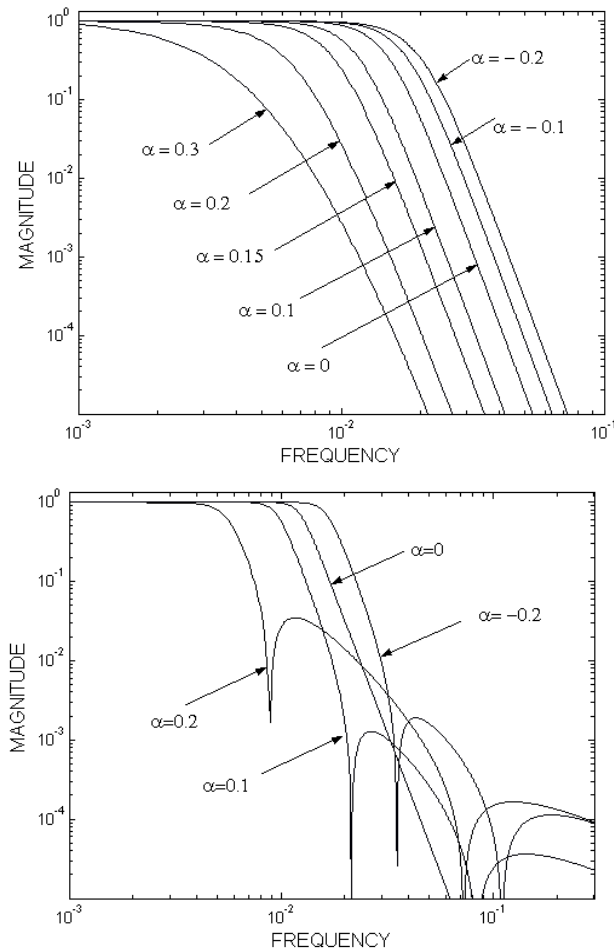 10⁰
10⁻¹
10⁻²
10⁻³
10⁻⁴
MAGNITUDE
α = − 0.2
α = − 0.1
α = 0.3
α = 0.2
α = 0.15
α = 0.1
α = 0
10⁻³
10⁻²
10⁻¹
FREQUENCY
10⁰
10⁻¹
10⁻²
10⁻³
10⁻⁴
MAGNITUDE
α=0
α=−0.2
α=0.2
α=0.1
10⁻³
10⁻²
10⁻¹
FREQUENCY